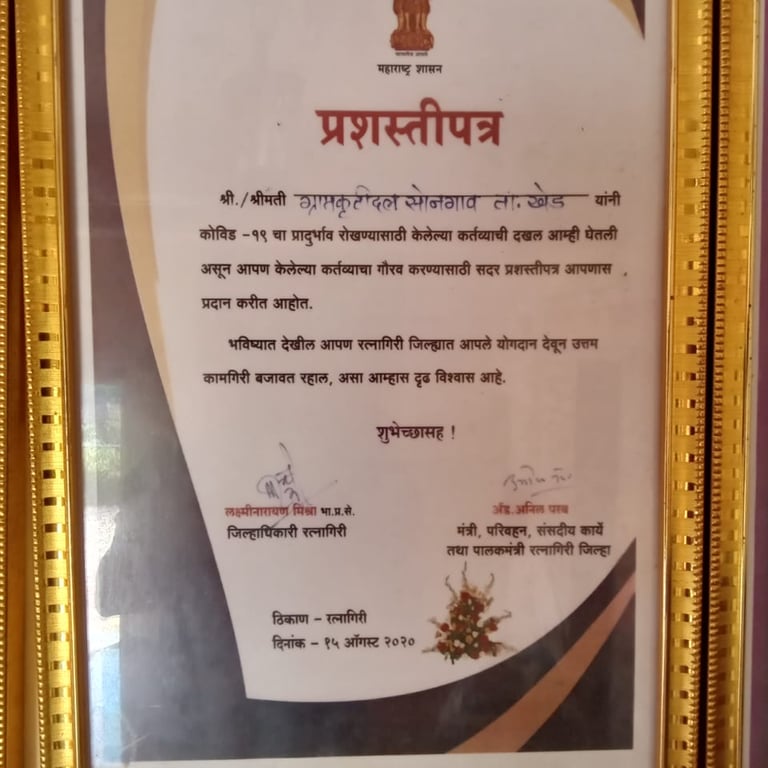 महाराष्ट्र शासन
प्रशस्तीपत्र
श्री./श्रीमती ग्रामकृतीदल सोनगाव ता. खेड यांनी
कोविड -१९ चा प्रादुर्भाव रोखण्यासाठी केलेल्या कर्तव्याची दखल आम्ही घेतली
असून आपण केलेल्या कर्तव्याचा गौरव करण्यासाठी सदर प्रशस्तीपत्र आपणास
प्रदान करीत आहोत.
भविष्यात देखील आपण रत्नागिरी जिल्ह्यात आपले योगदान देवून उत्तम
कामगिरी बजावत रहाल, असा आम्हास दृढ विश्वास आहे.
शुभेच्छासह !
लक्ष्मीनारायण मिश्रा भा.प्र.से.
जिल्हाधिकारी रत्नागिरी
अॅड.अनिल परब
मंत्री, परिवहन, संसदीय कार्ये
तथा पालकमंत्री रत्नागिरी जिल्हा
ठिकाण – रत्नागिरी
दिनांक – १५ ऑगस्ट २०२०